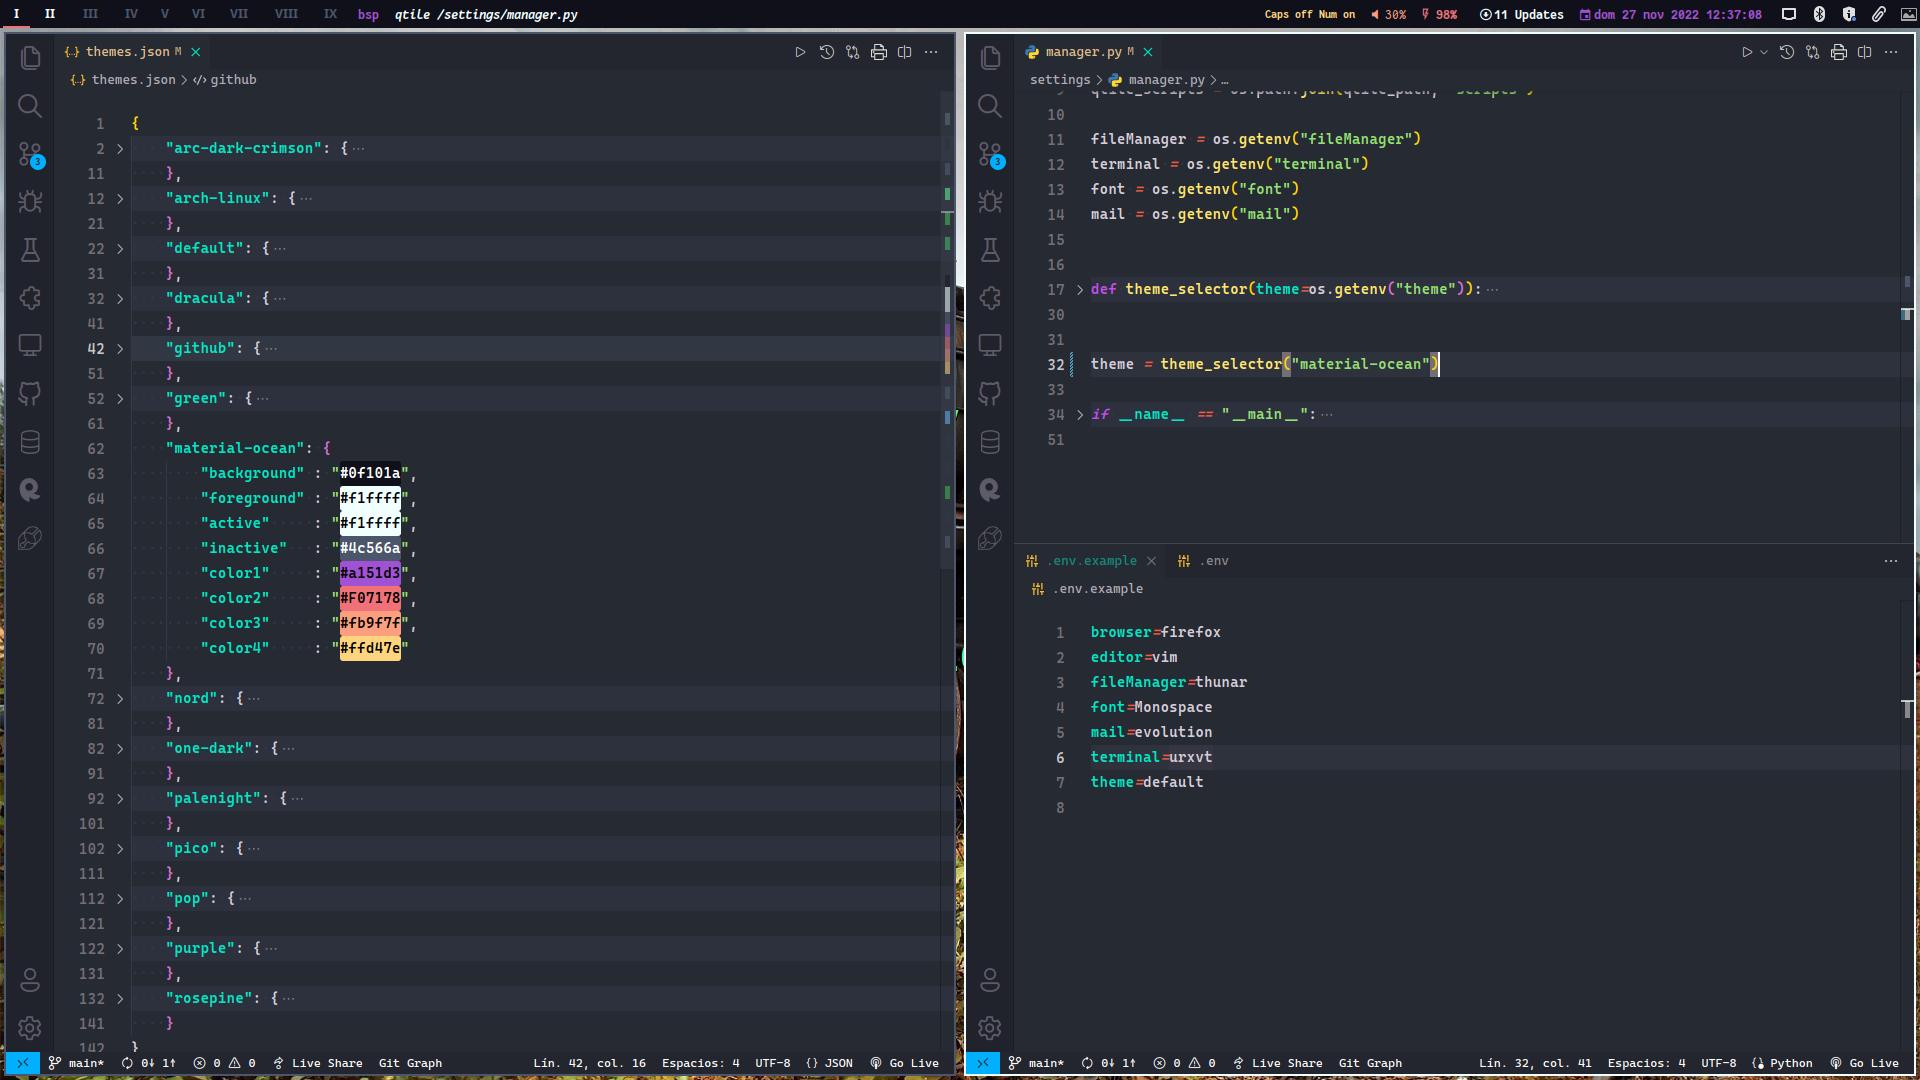 I II III IV V VI VII VIII IX bsp qtile /settings/manager.py Caps off Num on 30% 98% 11 Updates dom 27 nov 2022 12:37:08
themes.json M
themes.json > github
1 {
2 "arc-dark-crimson": {
11 },
12 "arch-linux": {
21 },
22 "default": {
31 },
32 "dracula": {
41 },
42 "github": {
51 },
52 "green": {
61 },
62 "material-ocean": {
63 "background" : "#0f101a",
64 "foreground" : "#f1ffff",
65 "active" : "#f1ffff",
66 "inactive" : "#4c566a",
67 "color1" : "#a151d3",
68 "color2" : "#F07178",
69 "color3" : "#fb9f7f",
70 "color4" : "#ffd47e"
71 },
72 "nord": {
81 },
82 "one-dark": {
91 },
92 "palenight": {
101 },
102 "pico": {
111 },
112 "pop": {
121 },
122 "purple": {
131 },
132 "rosepine": {
141 }
142 }
3
main* 0↓ 1↑ 0 0 Live Share Git Graph Lín. 42, col. 16 Espacios: 4 UTF-8 {} JSON Go Live
manager.py M
settings > manager.py > …
9 qtile_scripts = os.path.join(qtile_path, "scripts")
10
11 fileManager = os.getenv("fileManager")
12 terminal = os.getenv("terminal")
13 font = os.getenv("font")
14 mail = os.getenv("mail")
15
16
17 def theme_selector(theme=os.getenv("theme")):
30
31
32 theme = theme_selector("material-ocean")
33
34 if __name__ == "__main__":
51
3
.env.example .env
.env.example
1 browser=firefox
2 editor=vim
3 fileManager=thunar
4 font=Monospace
5 mail=evolution
6 terminal=urxvt
7 theme=default
8
main* 0↓ 1↑ 0 0 Live Share Git Graph Lín. 32, col. 41 Espacios: 4 UTF-8 Python Go Live